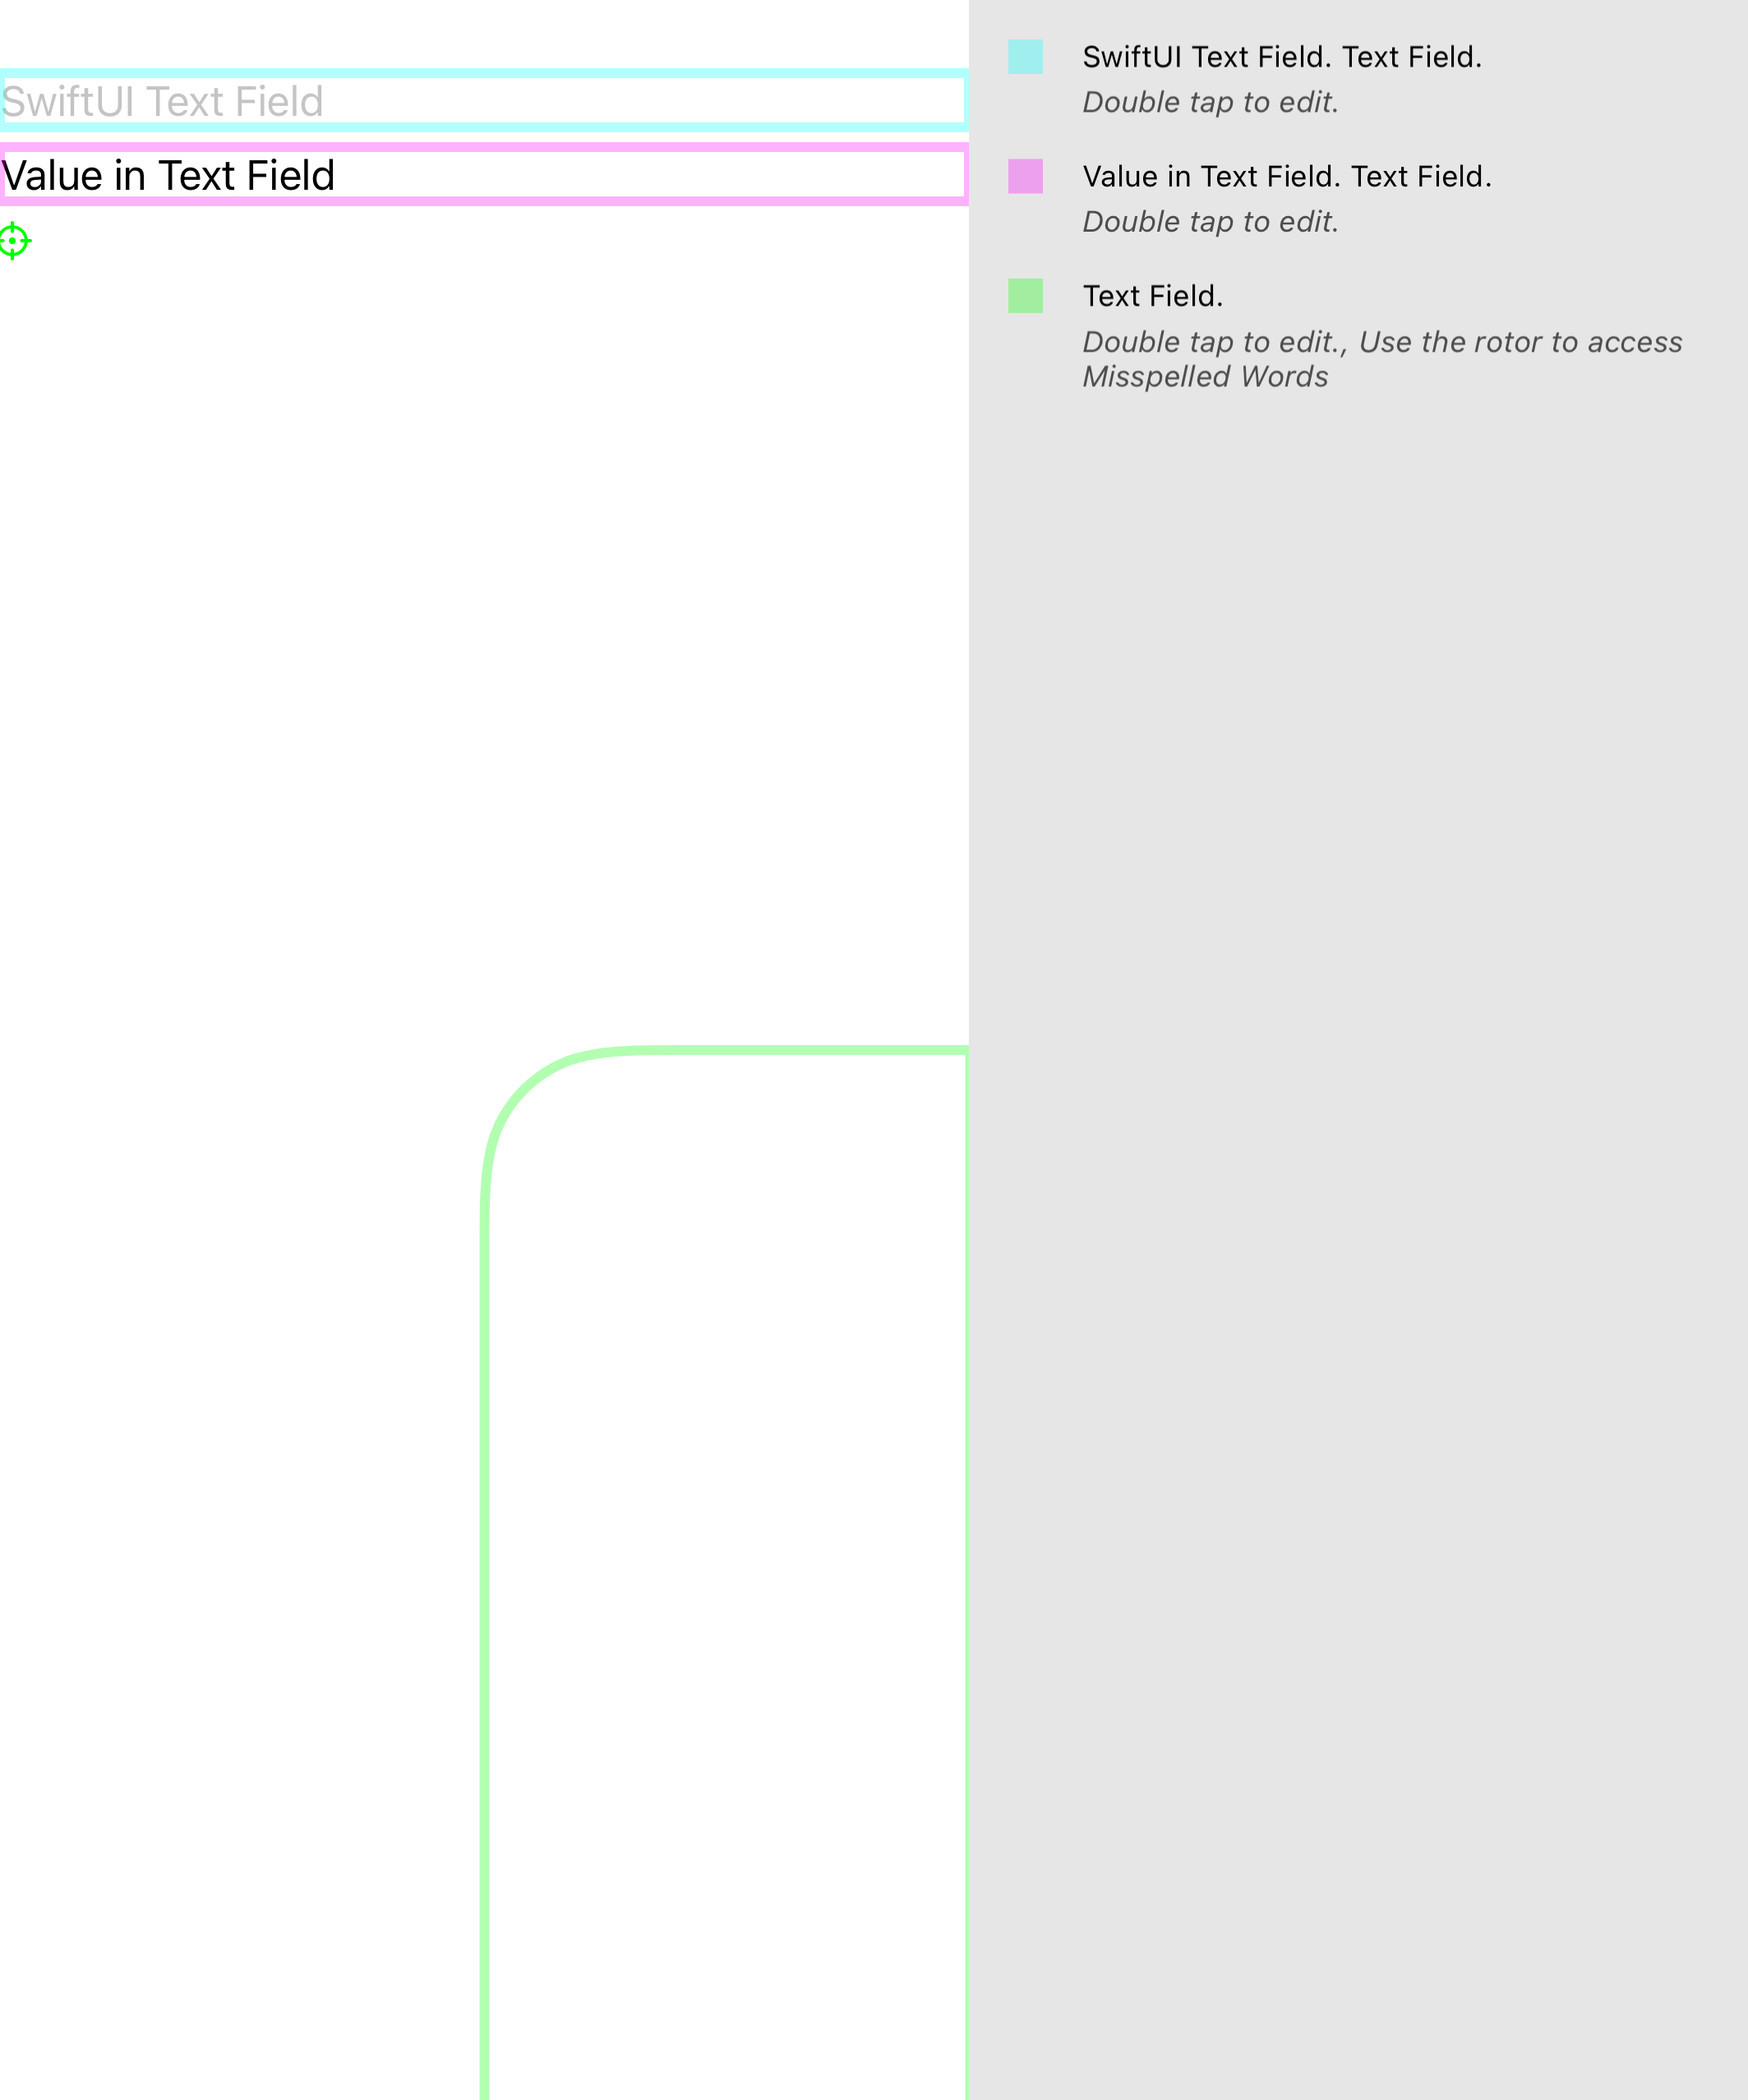 SwiftUI Text Field
Value in Text Field
SwiftUI Text Field. Text Field.
Double tap to edit.
Value in Text Field. Text Field.
Double tap to edit.
Text Field.
Double tap to edit., Use the rotor to access
Misspelled Words